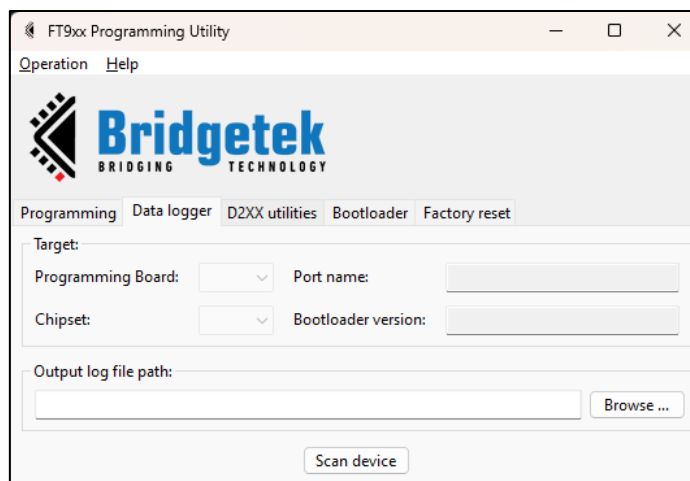 FT9xx Programming Utility
Operation Help
Bridgetek
BRIDGING TECHNOLOGY
Programming Data logger D2XX utilities Bootloader Factory reset
Target:
Programming Board: Port name:
Chipset: Bootloader version:
Output log file path:
Browse ...
Scan device